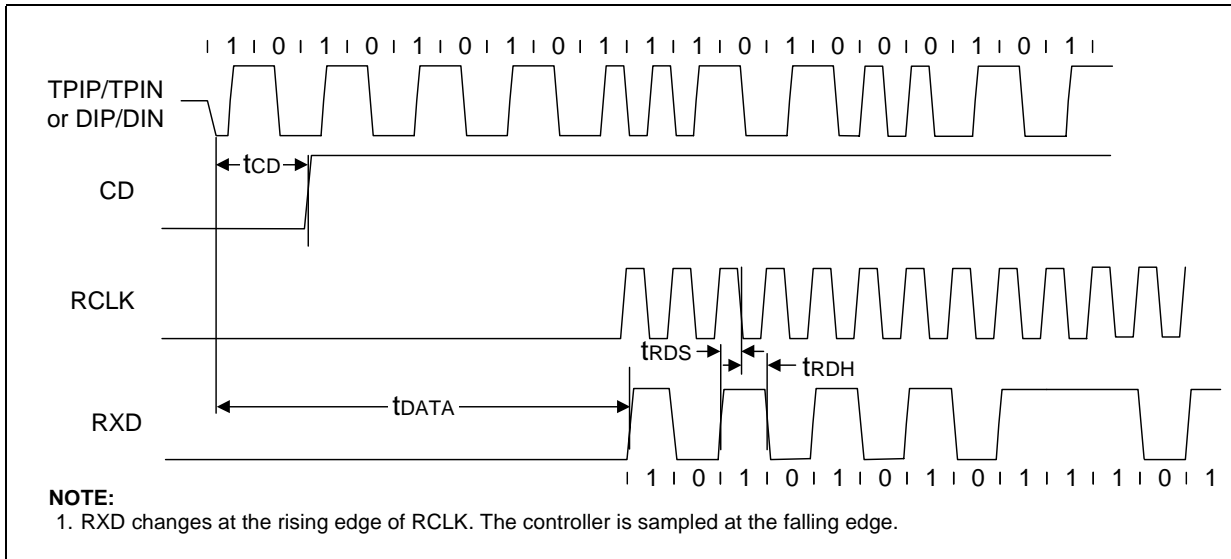 1 0 1 0 1 0 1 0 1 1 1 0 1 0 0 0 1 0 1
TPIP/TPIN
or DIP/DIN
tCD
CD
RCLK
tRDS
tRDH
tDATA
RXD
1 0 1 0 1 0 1 0 1 1 1 0 1
NOTE:
1. RXD changes at the rising edge of RCLK. The controller is sampled at the falling edge.